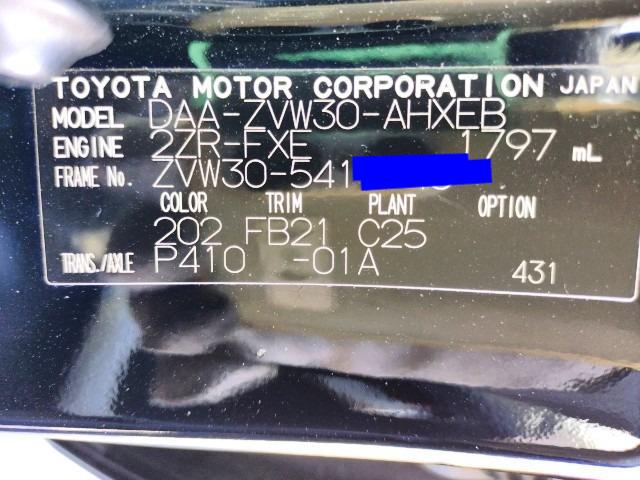 TOYOTA MOTOR CORPORATION JAPAN
MODEL DAA-ZVW30-AHXEB
ENGINE 2ZR-FXE 1797 mL
FRAME No. ZVW30-541
COLOR TRIM PLANT OPTION
202 FB21 C25
TRANS./AXLE P410 -01A 431